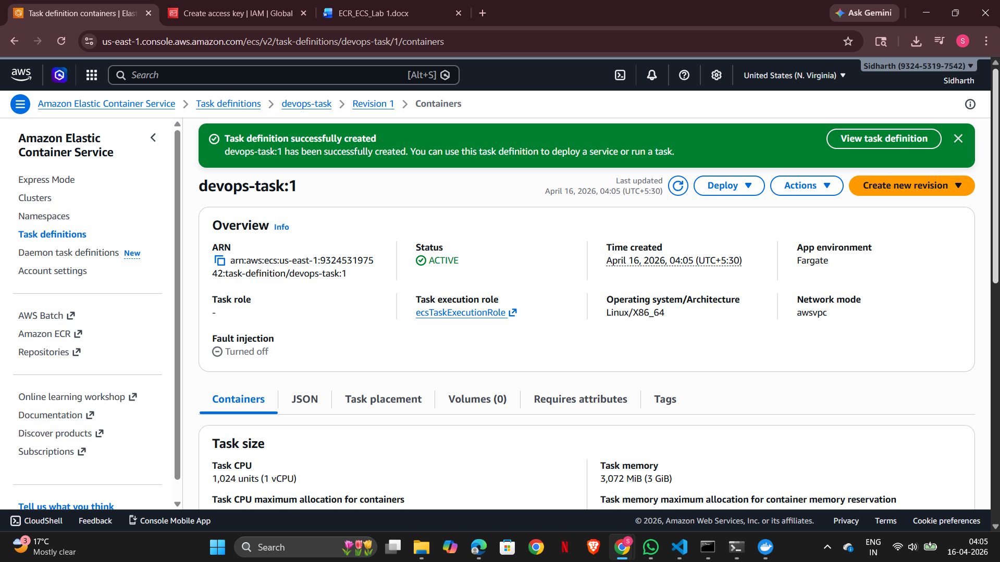 Task definition containers | Elast
Create access key | IAM | Global
ECR_ECS_Lab 1.docx
Ask Gemini
us-east-1.console.aws.amazon.com/ecs/v2/task-definitions/devops-task/1/containers
S
aws
Search
[Alt+S]
United States (N. Virginia)
Sidharth (9324-5319-7542)
Sidharth
Amazon Elastic Container Service
Task definitions
devops-task
Revision 1
Containers
Amazon Elastic
Container Service
Express Mode
Clusters
Namespaces
Task definitions
Daemon task definitions New
Account settings
AWS Batch
Amazon ECR
Repositories
Online learning workshop
Documentation
Discover products
Subscriptions
Tell us what you think
Task definition successfully created
devops-task:1 has been successfully created. You can use this task definition to deploy a service or run a task.
View task definition
devops-task:1
Last updated
April 16, 2026, 04:05 (UTC+5:30)
Deploy
Actions
Create new revision
Overview Info
ARN
arn:aws:ecs:us-east-1:9324531975
42:task-definition/devops-task:1
Status
ACTIVE
Time created
April 16, 2026, 04:05 (UTC+5:30)
App environment
Fargate
Task role
-
Task execution role
ecsTaskExecutionRole
Operating system/Architecture
Linux/X86_64
Network mode
awsvpc
Fault injection
Turned off
Containers
JSON
Task placement
Volumes (0)
Requires attributes
Tags
Task size
Task CPU
1,024 units (1 vCPU)
Task memory
3,072 MiB (3 GiB)
Task CPU maximum allocation for containers
Task memory maximum allocation for container memory reservation
CloudShell
Feedback
Console Mobile App
© 2026, Amazon Web Services, Inc. or its affiliates.
Privacy
Terms
Cookie preferences
3
17°C
Mostly clear
Search
S
ENG
IN
04:05
16-04-2026